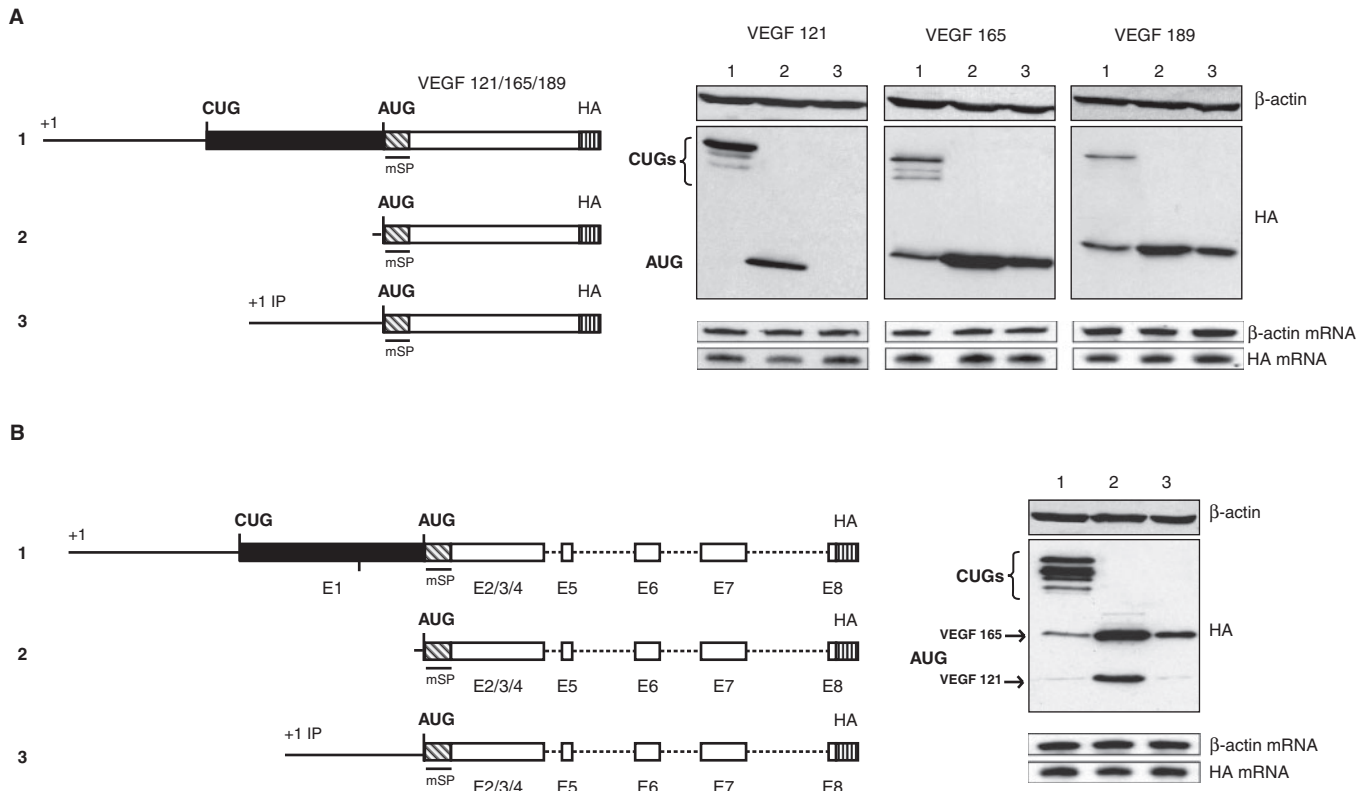 A
VEGF 121/165/189
+1 CUG AUG HA
1
mSP
AUG HA
2
mSP
+1 IP AUG HA
3
mSP
VEGF 121 VEGF 165 VEGF 189
1 2 3 1 2 3 1 2 3
β-actin
CUGs
HA
AUG
β-actin mRNA
HA mRNA
B
+1 CUG AUG HA
1
E1 mSP E2/3/4 E5 E6 E7 E8
AUG HA
2
mSP E2/3/4 E5 E6 E7 E8
+1 IP AUG HA
3
mSP E2/3/4 E5 E6 E7 E8
1 2 3
β-actin
CUGs
VEGF 165
HA
AUG
VEGF 121
β-actin mRNA
HA mRNA